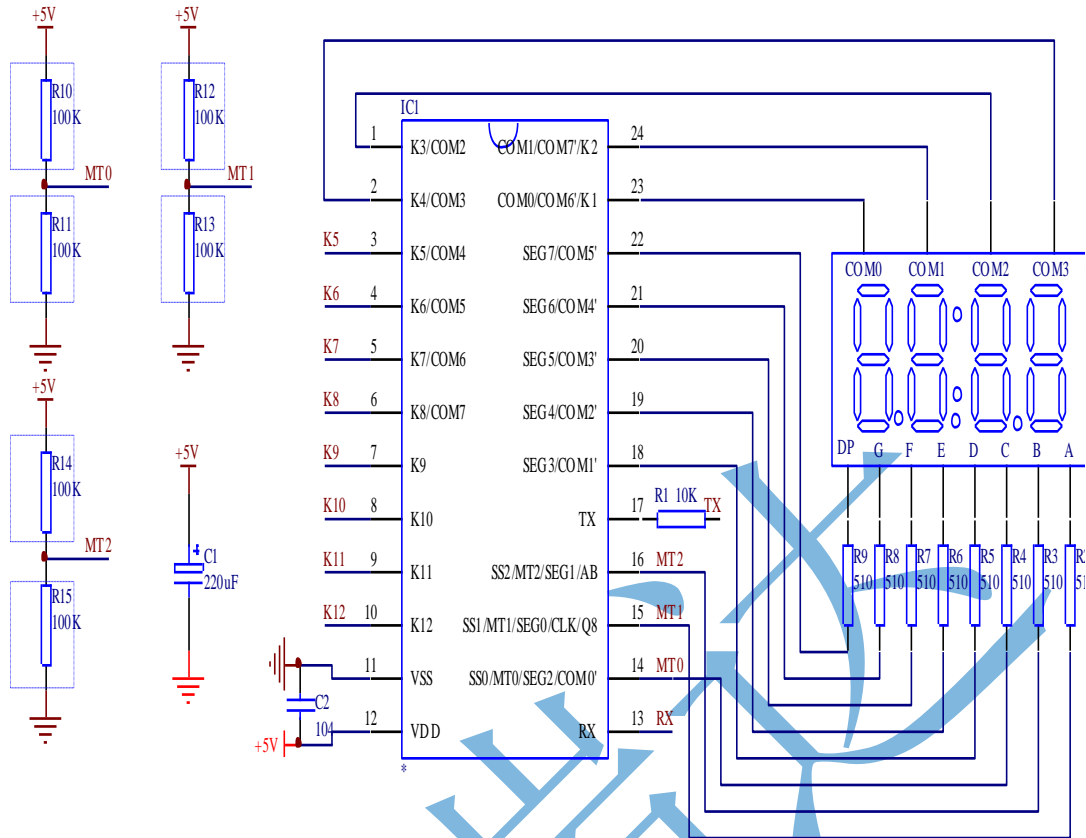 +5V
R10
100K
MT0
R11
100K
+5V
R12
100K
MT1
R13
100K
+5V
R14
100K
MT2
R15
100K
+5V
+
C1
220uF
IC1
1 K3/COM2
2 K4/COM3
K5 3 K5/COM4
K6 4 K6/COM5
K7 5 K7/COM6
K8 6 K8/COM7
K9 7 K9
K10 8 K10
K11 9 K11
K12 10 K12
11 VSS
12 VDD
C2
104
+5V
*
COM1/COM7'/K2 24
COM0/COM6'/K1 23
SEG7/COM5' 22
SEG6/COM4' 21
SEG5/COM3' 20
SEG4/COM2' 19
SEG3/COM1' 18
TX 17 R1 10K TX
SS2/MT2/SEG1/AB 16 MT2
SS1/MT1/SEG0/CLK/Q8 15 MT1
SS0/MT0/SEG2/COM0' 14 MT0
RX 13 RX
COM0 COM1 COM2 COM3
DP G F E D C B A
R9 R8 R7 R6 R5 R4 R3
510 510 510 510 510 510 510